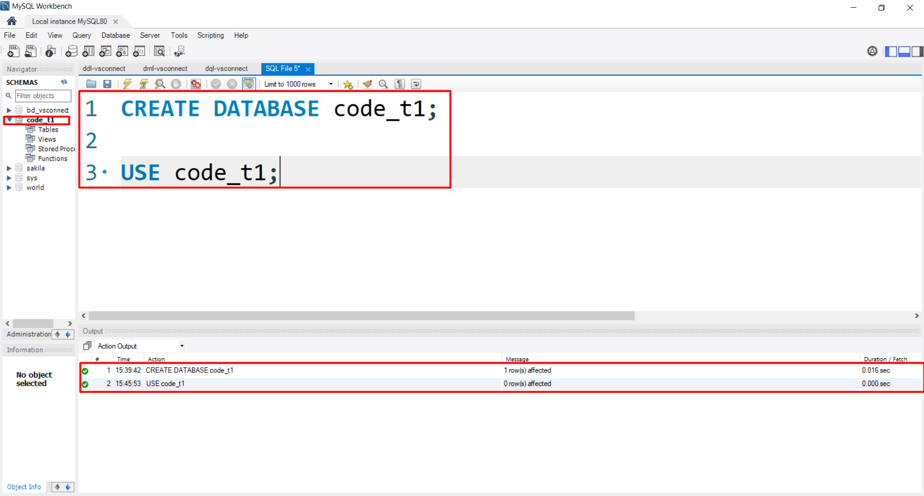 MySQL Workbench
Local instance MySQL80
File Edit View Query Database Server Tools Scripting Help
Navigator
SCHEMAS
Filter objects
bd_vsconnect
code_t1
Tables
Views
Stored Proce
Functions
sakila
sys
world
Administration
Information
No object
selected
Object Info
ddl-vsconnect dml-vsconnect dql-vsconnect SQL File 5*
Limit to 1000 rows
1 CREATE DATABASE code_t1;
2
3 USE code_t1;
Output
Action Output
# Time Action Message Duration / Fetch
1 15:39:42 CREATE DATABASE code_t1 1 row(s) affected 0.016 sec
2 15:45:53 USE code_t1 0 row(s) affected 0.000 sec